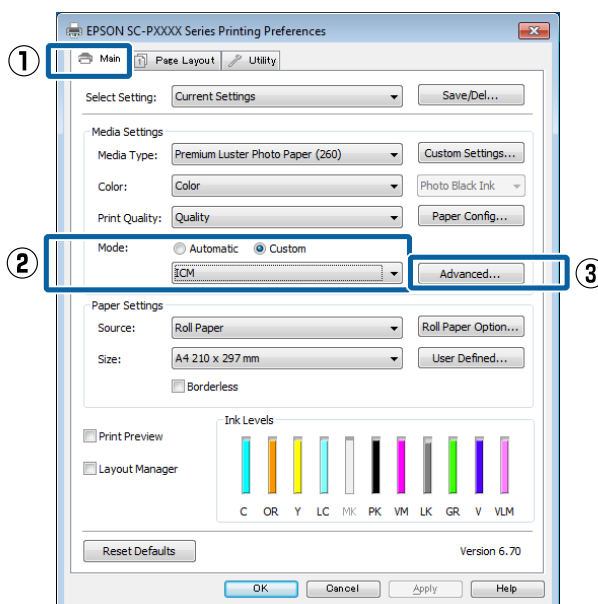 EPSON SC-PXXXX Series Printing Preferences
1 Main Page Layout Utility
Select Setting: Current Settings Save/Del...
Media Settings
Media Type: Premium Luster Photo Paper (260) Custom Settings...
Color: Color Photo Black Ink
Print Quality: Quality Paper Config...
Mode: Automatic Custom
2 ICM Advanced... 3
Paper Settings
Source: Roll Paper Roll Paper Option...
Size: A4 210 x 297 mm User Defined...
Borderless
Ink Levels
Print Preview
Layout Manager
C OR Y LC MK PK VM LK GR V VLM
Reset Defaults Version 6.70
OK Cancel Apply Help